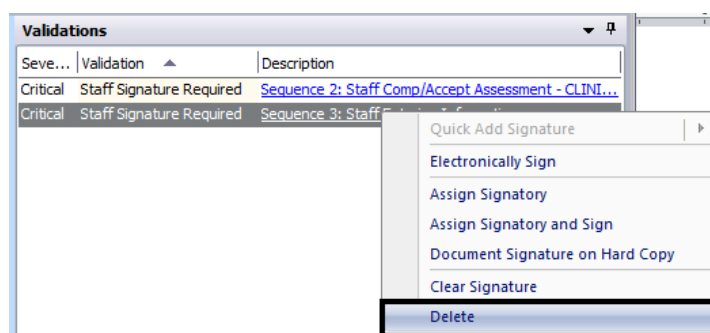 Validations
Seve... Validation Description
Critical Staff Signature Required Sequence 2: Staff Comp/Accept Assessment - CLINI...
Critical Staff Signature Required Sequence 3: Staff
Quick Add Signature
Electronically Sign
Assign Signatory
Assign Signatory and Sign
Document Signature on Hard Copy
Clear Signature
Delete